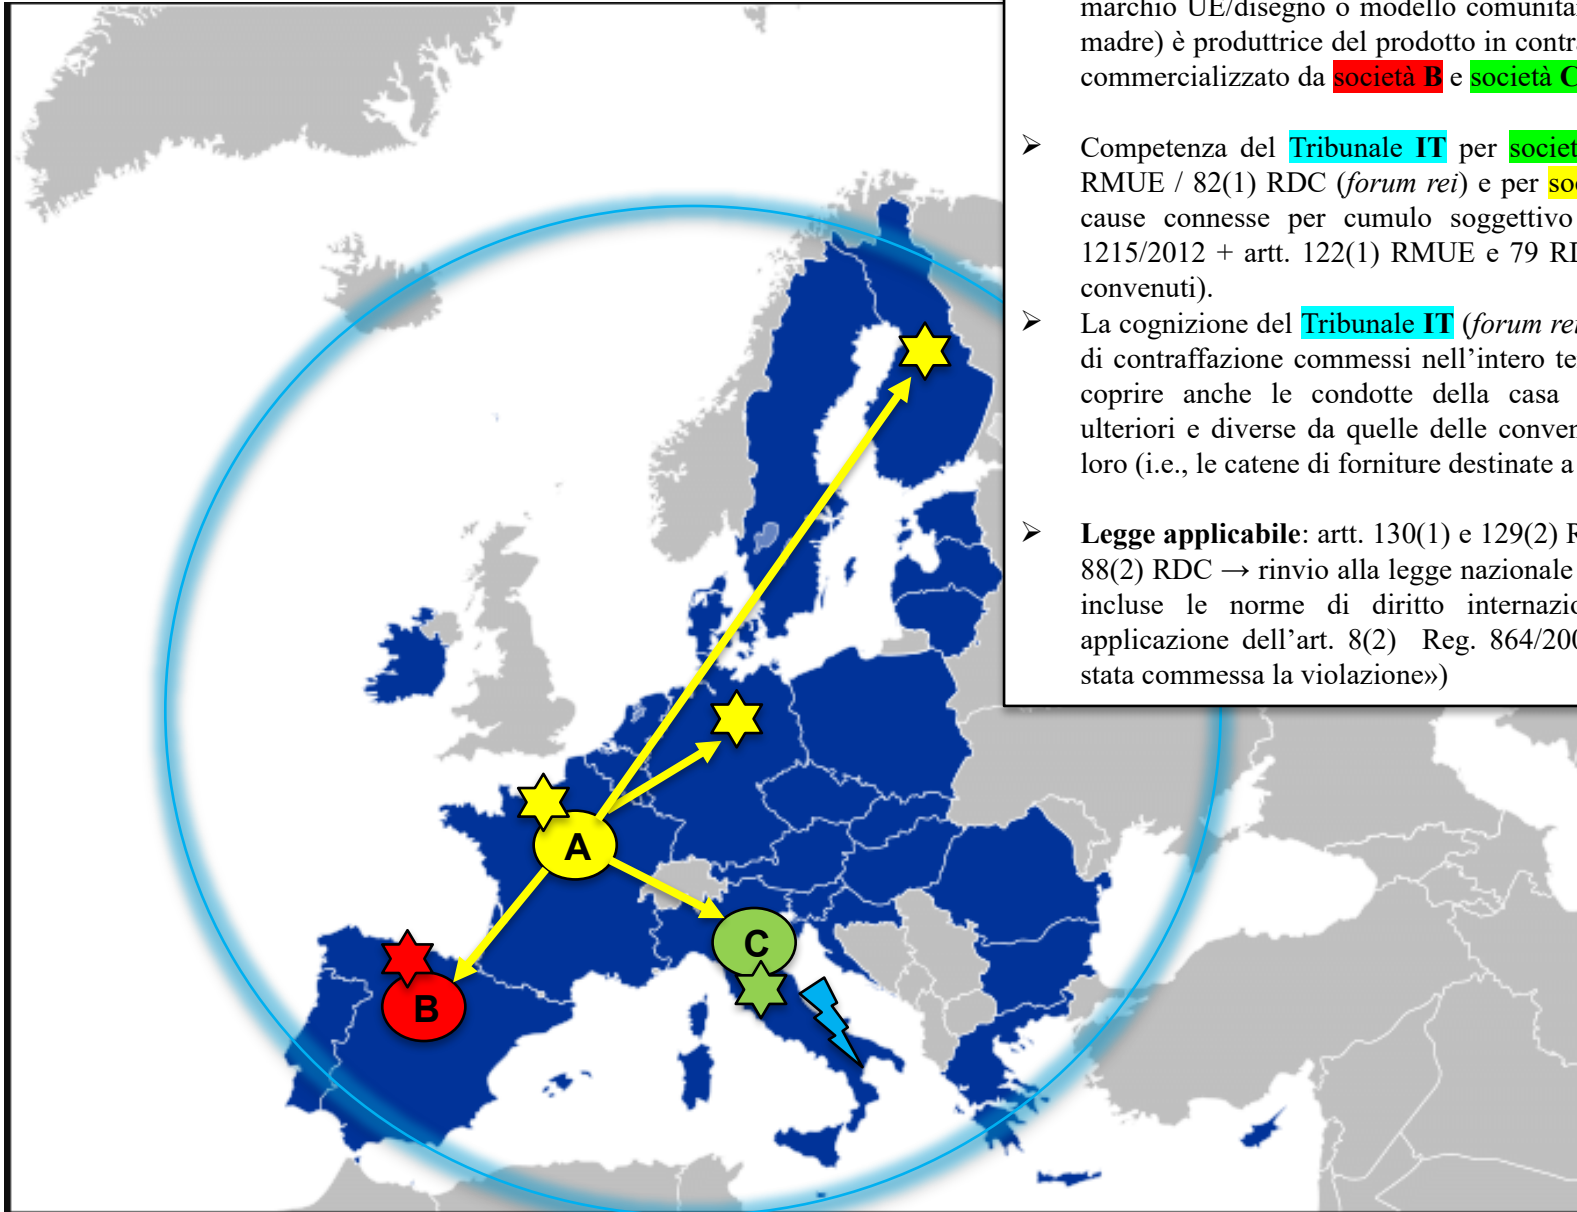 marchio UE/disegno o modello comunita
madre) è produttrice del prodotto in contra
commercializzato da società B e società C
➢ Competenza del Tribunale IT per societ
RMUE / 82(1) RDC (forum rei) e per so
cause connesse per cumulo soggettivo
1215/2012 + artt. 122(1) RMUE e 79 RD
convenuti).
➢ La cognizione del Tribunale IT (forum rei
di contraffazione commessi nell’intero te
coprire anche le condotte della casa
ulteriori e diverse da quelle delle conven
loro (i.e., le catene di forniture destinate a
➢ Legge applicabile: artt. 130(1) e 129(2) R
88(2) RDC → rinvio alla legge nazionale
incluse le norme di diritto internazio
applicazione dell’art. 8(2) Reg. 864/200
stata commessa la violazione»)
A
C
B